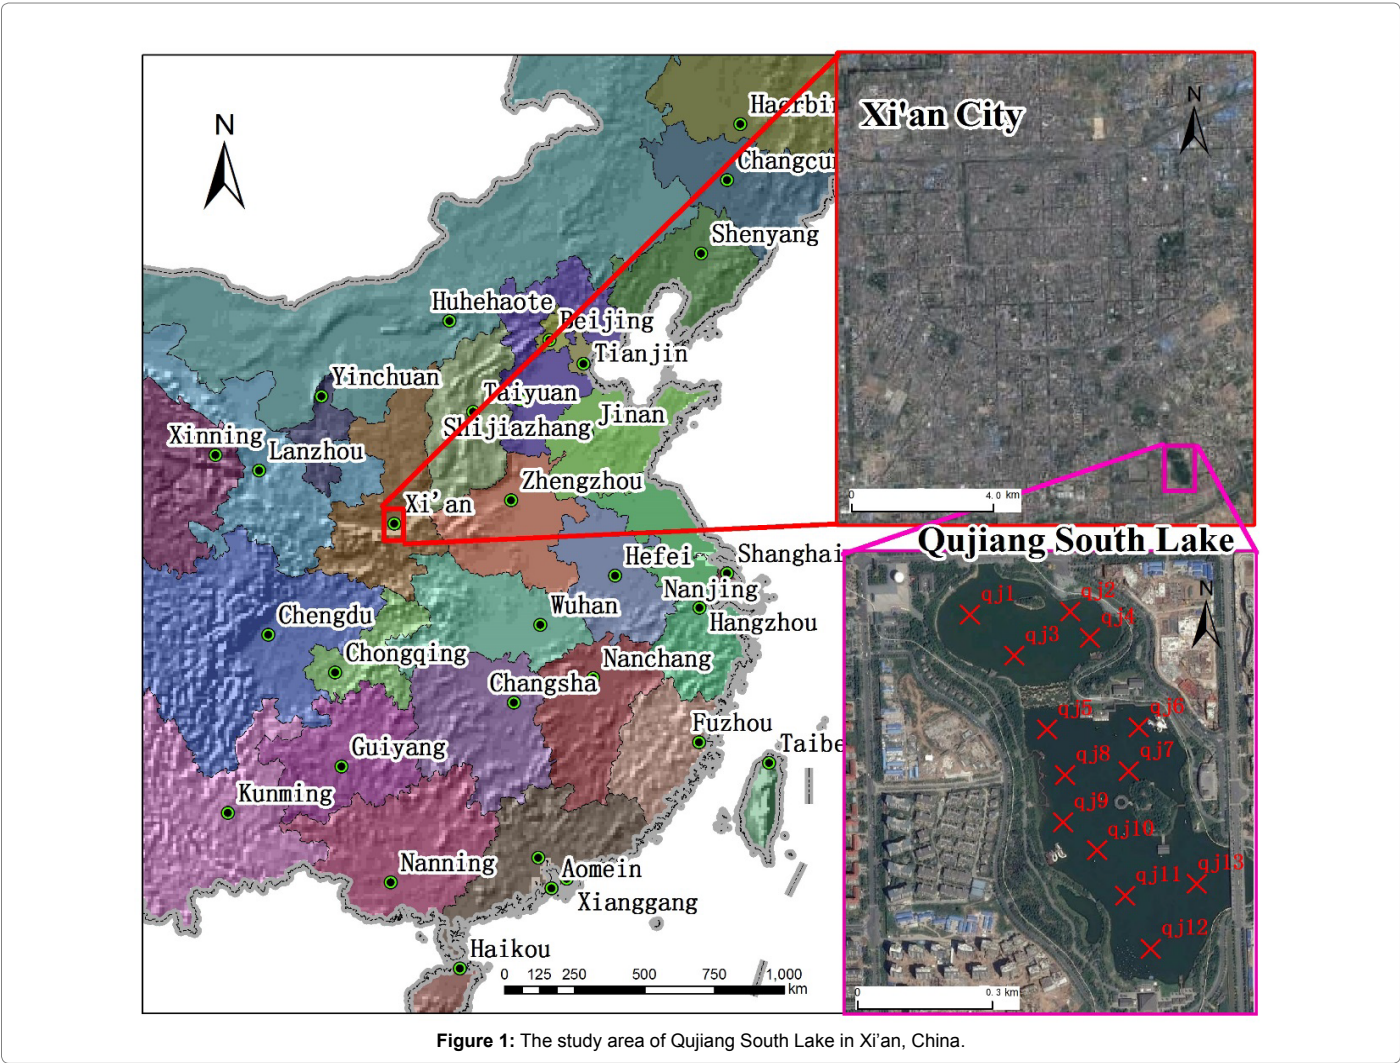 N
Haerbin
Changcun
Shenyang
Huhehaote
Beijing
Tianjin
Yinchuan
Taiyuan
Jinan
Shijiazhang
Xinning
Lanzhou
Zhengzhou
Xi'an
Hefei
Shanghai
Nanjing
Wuhan
Hangzhou
Chengdu
Chongqing
Nanchang
Changsha
Fuzhou
Taibe
Guiyang
Kunming
Nanning
Aomein
Xianggang
Haikou
0 125 250 500 750 1,000
km
Xi'an City
N
0 4.0 km
Qujiang South Lake
N
qj1
qj2
qj3
qj4
qj5
qj6
qj7
qj8
qj9
qj10
qj11
qj13
qj12
0 0.3 km
Figure 1: The study area of Qujiang South Lake in Xi'an, China.